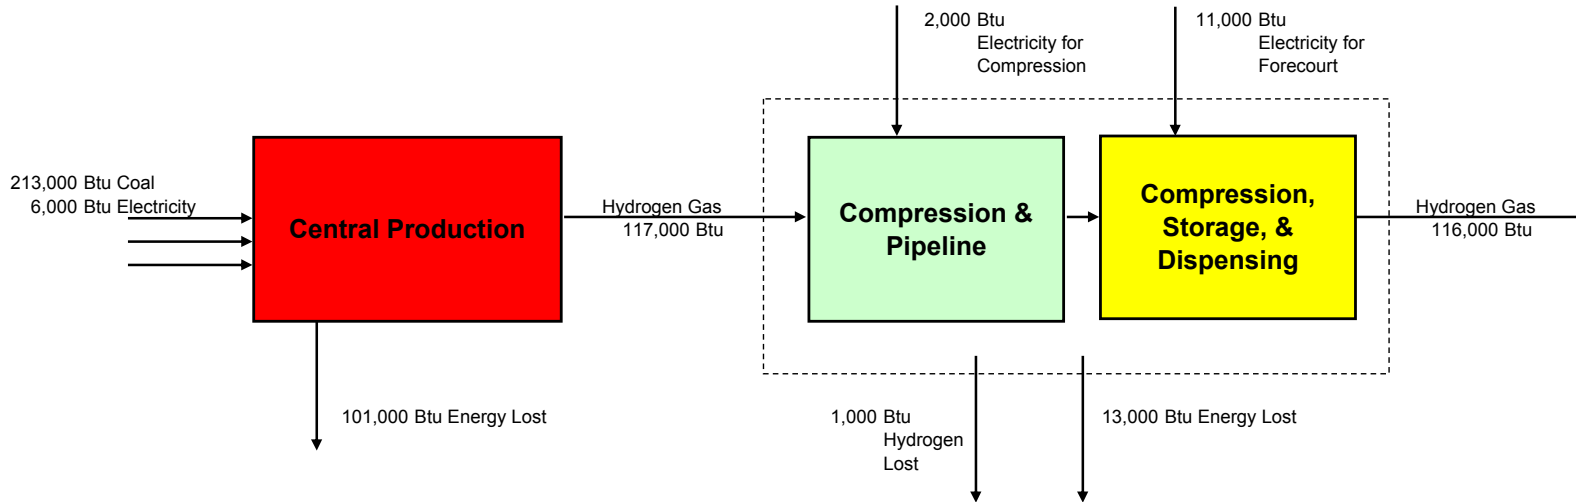 2,000 Btu
Electricity for
Compression
11,000 Btu
Electricity for
Forecourt
213,000 Btu Coal
6,000 Btu Electricity
Central Production
Hydrogen Gas
117,000 Btu
Compression &
Pipeline
Compression,
Storage, &
Dispensing
Hydrogen Gas
116,000 Btu
101,000 Btu Energy Lost
1,000 Btu
Hydrogen
Lost
13,000 Btu Energy Lost